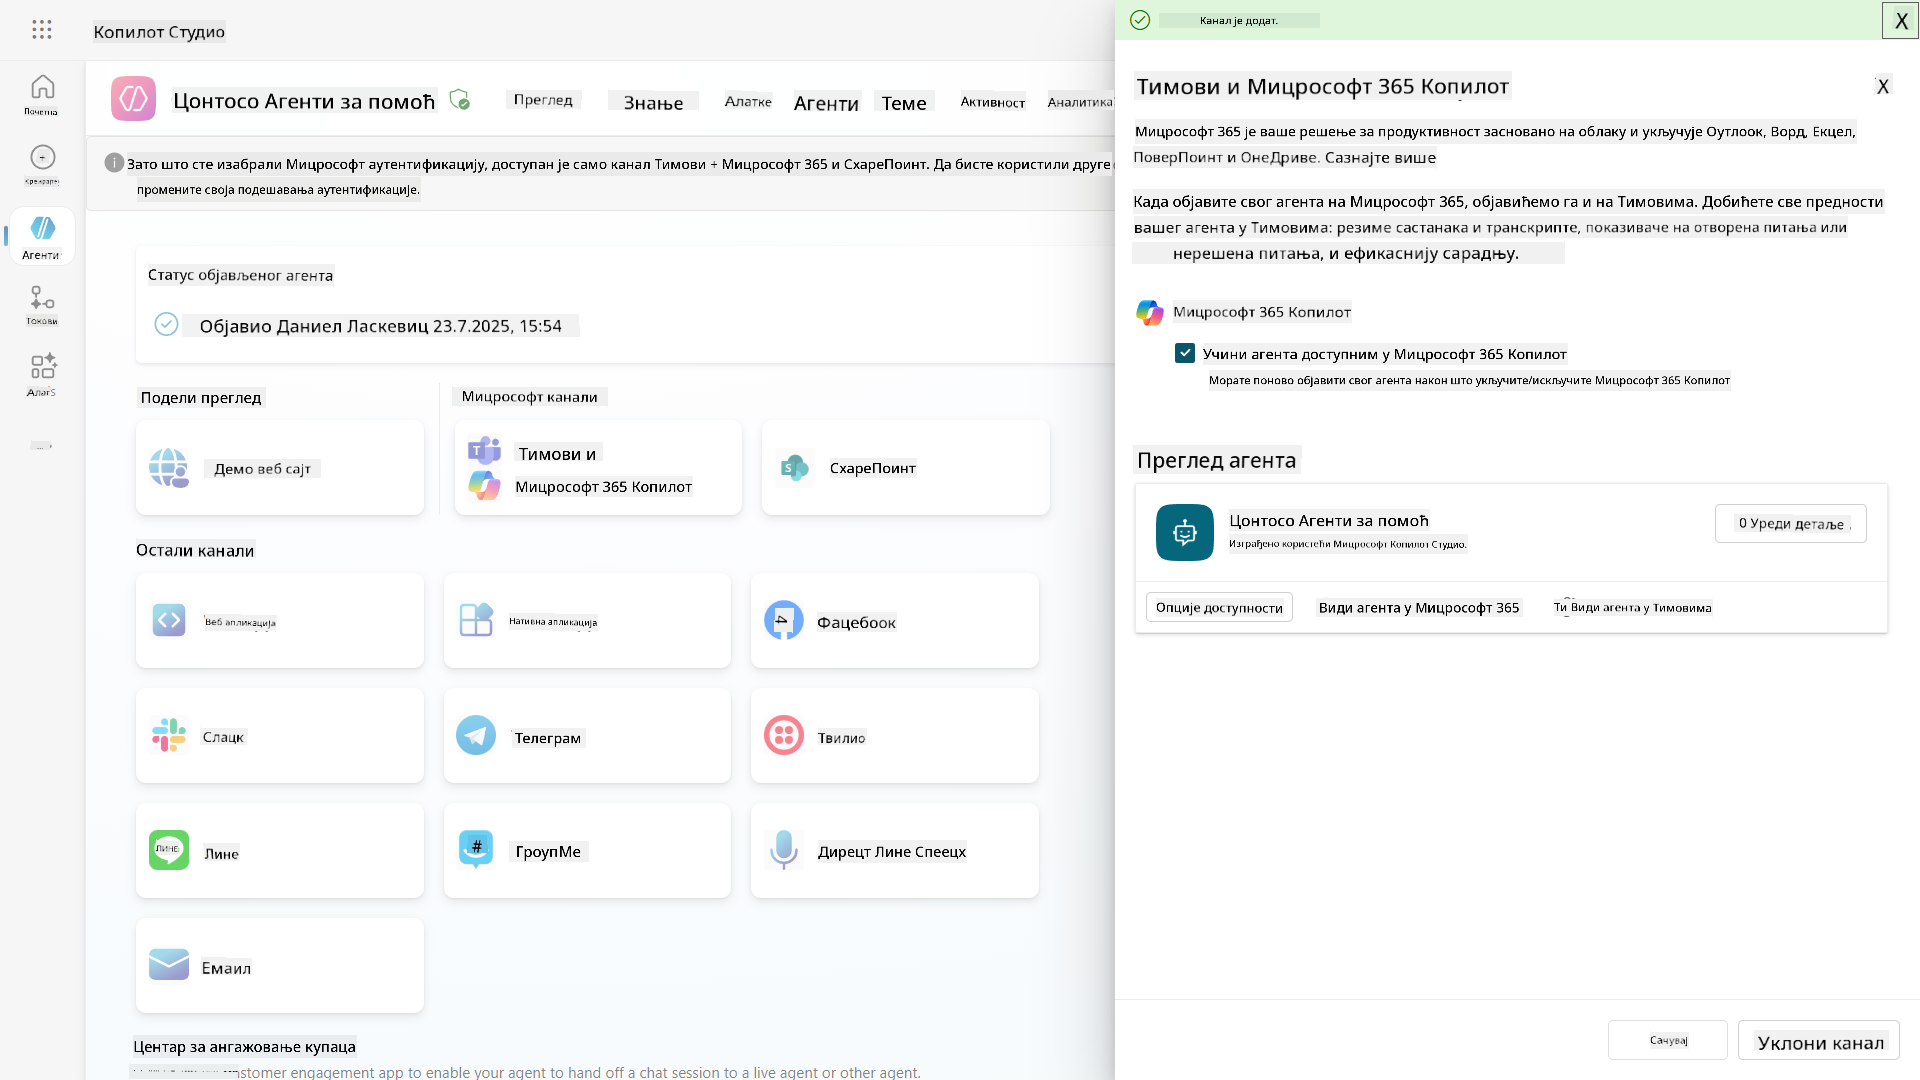 Копилот Студио
Почетна
Агенти
Токови
Цонтосо Агенти за помоћ
Преглед
Знање
Алатке
Агенти
Теме
Активност
Аналитика
Зато што сте изабрали Мицрософт аутентификацију, доступан је само канал Тимови + Мицрософт 365 и СхареПоинт. Да бисте користили друге
промените своја подешавања аутентификације.
Статус објављеног агента
Објавио Даниел Ласкевиц 23.7.2025, 15:54
Подели преглед
Мицрософт канали
Демо веб сајт
Тимови и
Мицрософт 365 Копилот
СхареПоинт
Остали канали
Веб апликација
Нативна апликација
Фацебоок
Слацк
Телеграм
Твилио
ЛИНЕ
Лине
#
ГроупМе
Дирецт Лине Спеецх
Емаил
Центар за ангажовање купаца
stomer engagement app to enable your agent to hand off a chat session to a live agent or other agent.
Канал је додат.
X
Тимови и Мицрософт 365 Копилот
X
Мицрософт 365 је ваше решење за продуктивност засновано на облаку и укључује Оутлоок, Ворд, Екцел,
ПоверПоинт и ОнеДриве. Сазнајте више
Када објавите свог агента на Мицрософт 365, објавићемо га и на Тимовима. Добићете све предности
вашег агента у Тимовима: резиме састанака и транскрипте, показиваче на отворена питања или
нерешена питања, и ефикаснију сарадњу.
Мицрософт 365 Копилот
Учини агента доступним у Мицрософт 365 Копилот
Морате поново објавити свог агента након што укључите/искључите Мицрософт 365 Копилот
Преглед агента
Цонтосо Агенти за помоћ
Изграђено користећи Мицрософт Копилот Студио.
0 Уреди детаље .
Опције доступности
Види агента у Мицрософт 365
Ти Види агента у Тимовима
Сачувај
Уклони канал